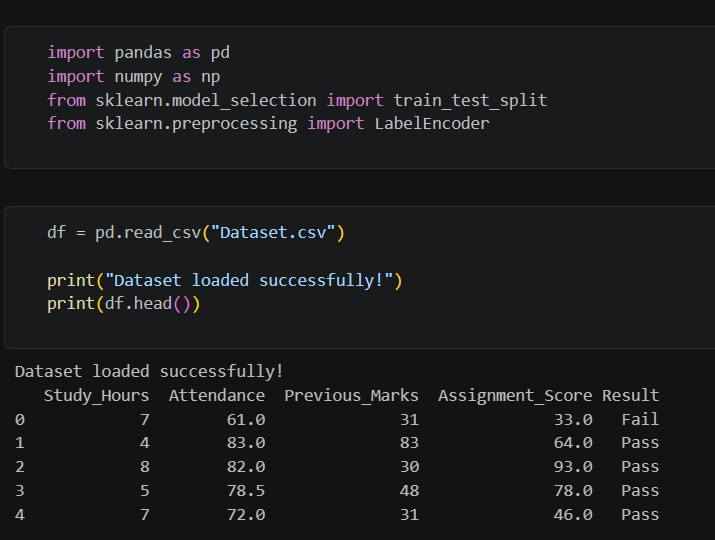 import pandas as pd
import numpy as np
from sklearn.model_selection import train_test_split
from sklearn.preprocessing import LabelEncoder
df = pd.read_csv("Dataset.csv")
print("Dataset loaded successfully!")
print(df.head())
Dataset loaded successfully!
   Study_Hours  Attendance  Previous_Marks  Assignment_Score Result
0            7        61.0              31              33.0   Fail
1            4        83.0              83              64.0   Pass
2            8        82.0              30              93.0   Pass
3            5        78.5              48              78.0   Pass
4            7        72.0              31              46.0   Pass